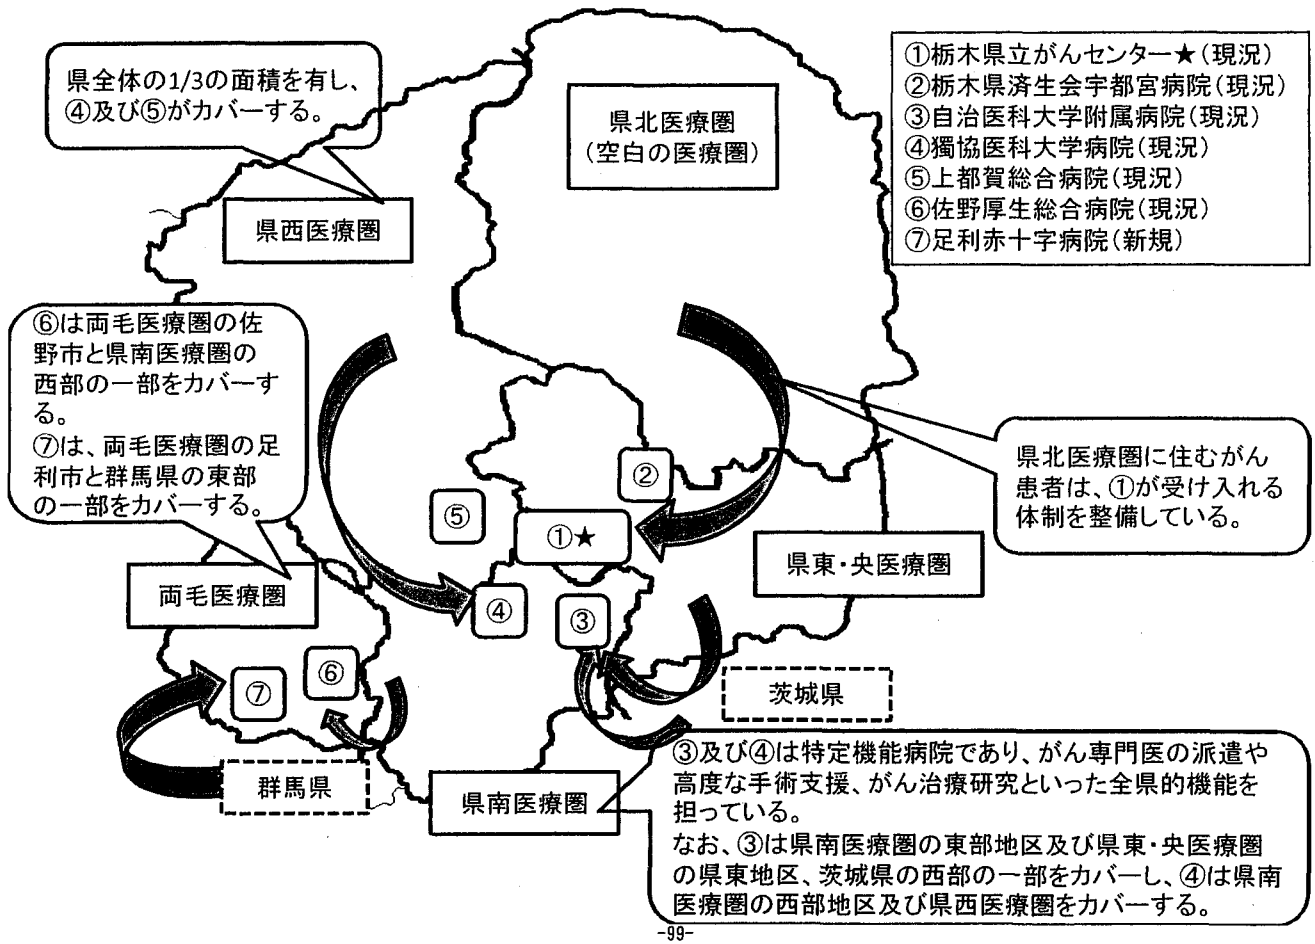 県全体の1/3の面積を有し、
④及び⑤がカバーする。
県北医療圏
(空白の医療圏)
①栃木県立がんセンター★(現況)
②栃木県済生会宇都宮病院(現況)
③自治医科大学附属病院(現況)
④獨協医科大学病院(現況)
⑤上都賀総合病院(現況)
⑥佐野厚生総合病院(現況)
⑦足利赤十字病院(新規)
県西医療圏
⑥は両毛医療圏の佐
野市と県南医療圏の
西部の一部をカバーす
る。
⑦は、両毛医療圏の足
利市と群馬県の東部
の一部をカバーする。
県北医療圏に住むがん
患者は、①が受け入れる
体制を整備している。
②
⑤
①★
県東・央医療圏
両毛医療圏
④
③
⑥
⑦
茨城県
群馬県
県南医療圏
③及び④は特定機能病院であり、がん専門医の派遣や
高度な手術支援、がん治療研究といった全県的機能を
担っている。
なお、③は県南医療圏の東部地区及び県東・央医療圏
の県東地区、茨城県の西部の一部をカバーし、④は県南
医療圏の西部地区及び県西医療圏をカバーする。
-99-